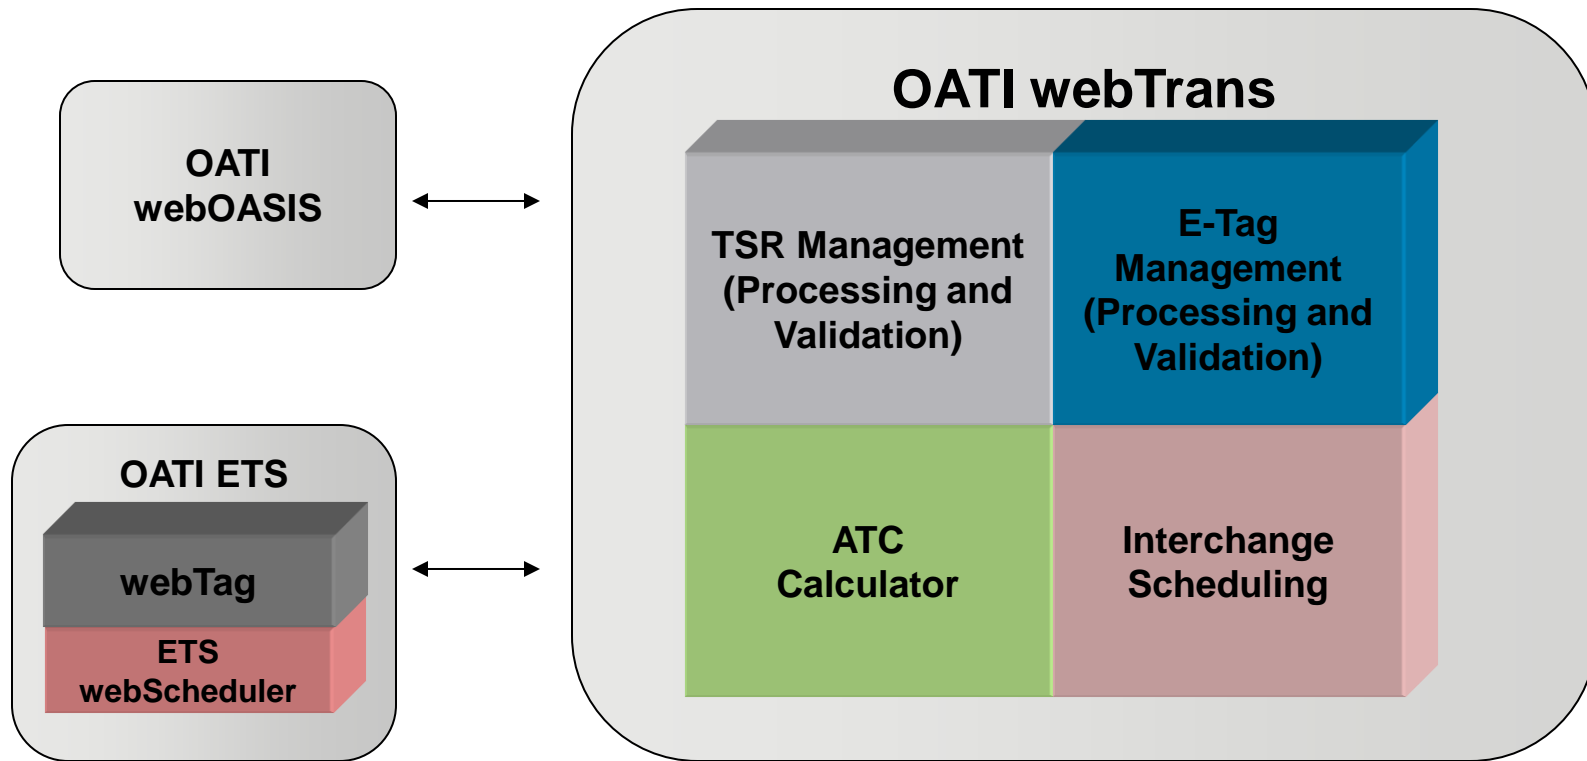 OATI webTrans
OATI
webOASIS
TSR Management
(Processing and
Validation)
E-Tag
Management
(Processing and
Validation)
OATI ETS
webTag
ETS
webScheduler
ATC
Calculator
Interchange
Scheduling